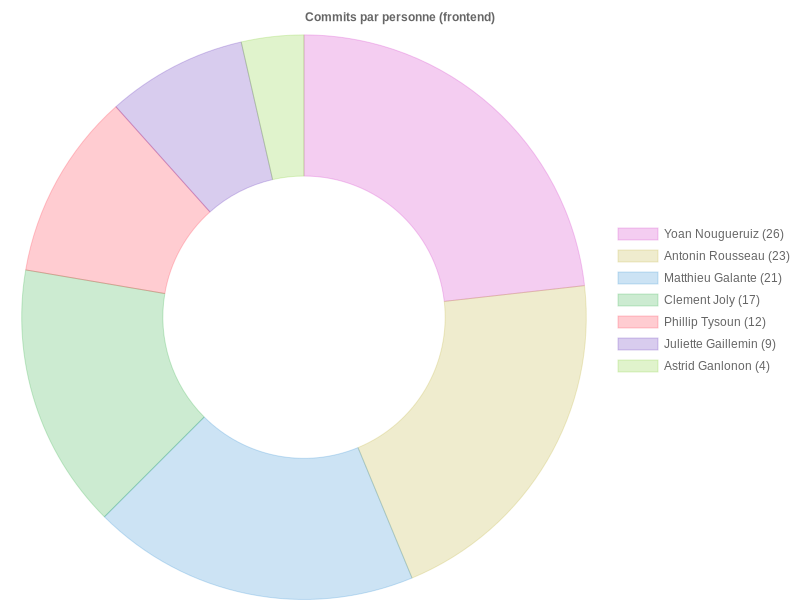 Commits par personne (frontend)
Yoan Nougueruiz (26)
Antonin Rousseau (23)
Matthieu Galante (21)
Clement Joly (17)
Phillip Tysoun (12)
Juliette Gaillemin (9)
Astrid Ganlonon (4)